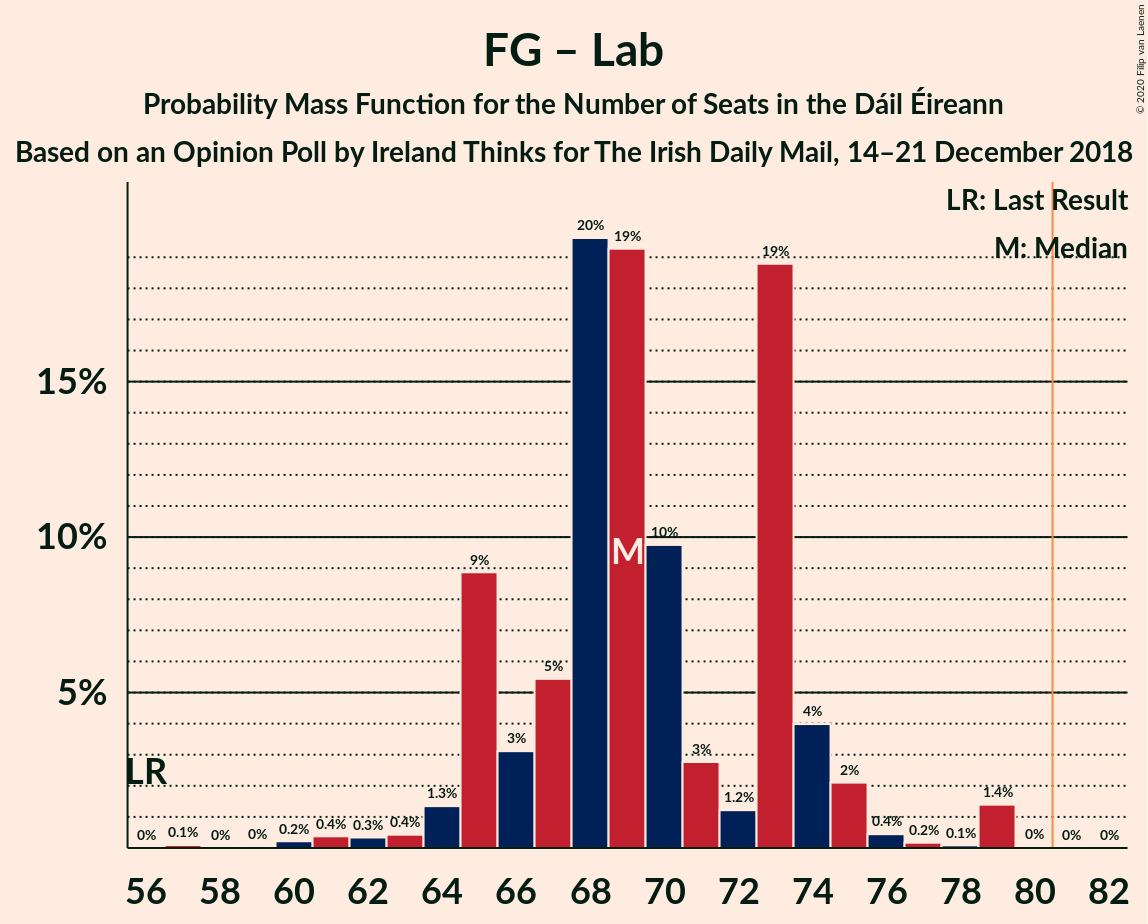 FG – Lab
Probability Mass Function for the Number of Seats in the Dáil Éireann
Based on an Opinion Poll by Ireland Thinks for The Irish Daily Mail, 14–21 December 2018
© 2020 Filip van Laenen
LR: Last Result
M: Median
15%
10%
5%
LR
M
0% 0.1% 0% 0% 0.2% 0.4% 0.3% 0.4% 1.3% 9% 3% 5% 20% 19% 10% 3% 1.2% 19% 4% 2% 0.4% 0.2% 0.1% 1.4% 0% 0% 0%
56 58 60 62 64 66 68 70 72 74 76 78 80 82